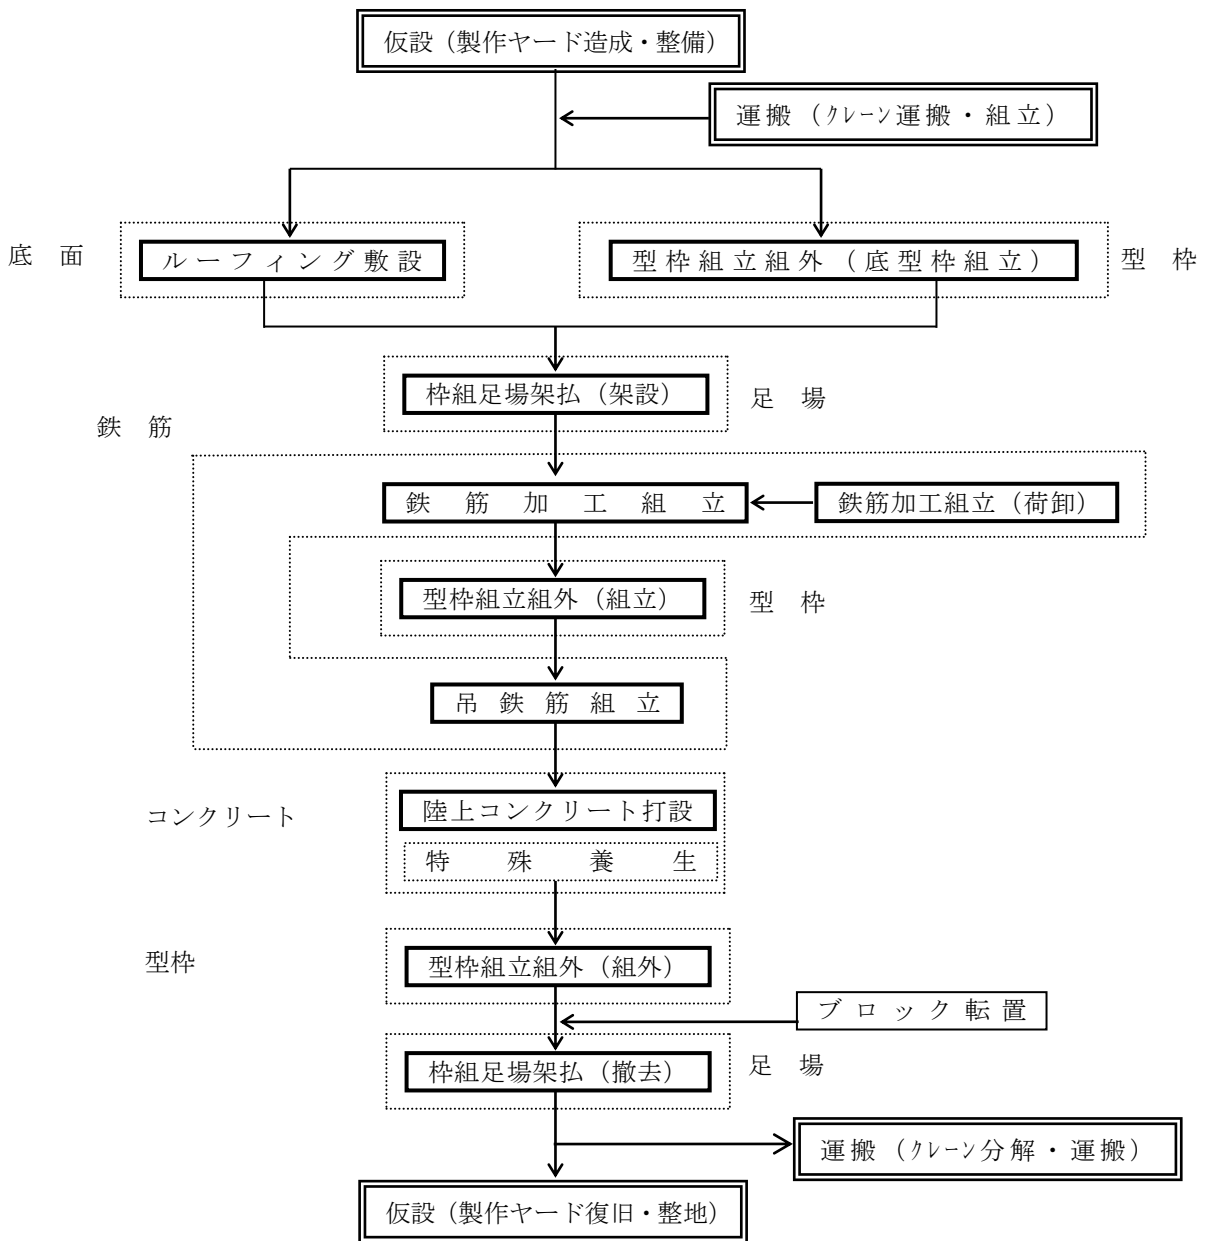 仮設（製作ヤード造成・整備）
運搬（ｸﾚｰﾝ運搬・組立）
底面
ルーフィング敷設
型枠組立組外（底型枠組立）
型枠
枠組足場架払（架設）
足場
鉄筋
鉄筋加工組立
鉄筋加工組立（荷卸）
型枠組立組外（組立）
型枠
吊鉄筋組立
コンクリート
陸上コンクリート打設
特殊養生
型枠
型枠組立組外（組外）
ブロック転置
枠組足場架払（撤去）
足場
運搬（ｸﾚｰﾝ分解・運搬）
仮設（製作ヤード復旧・整地）